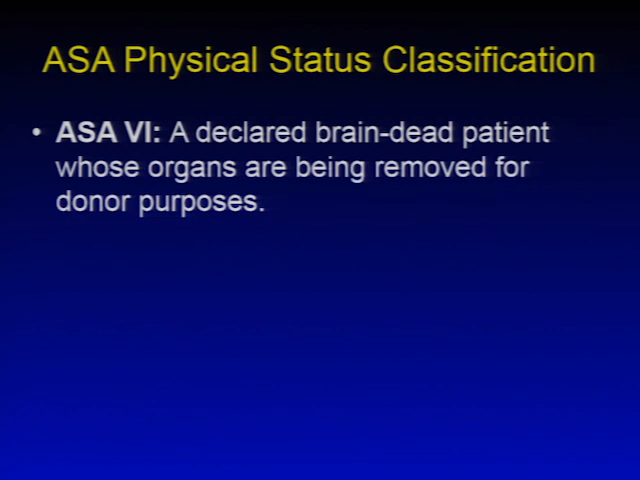 ASA Physical Status Classification
• ASA VI: A declared brain-dead patient
whose organs are being removed for
donor purposes.